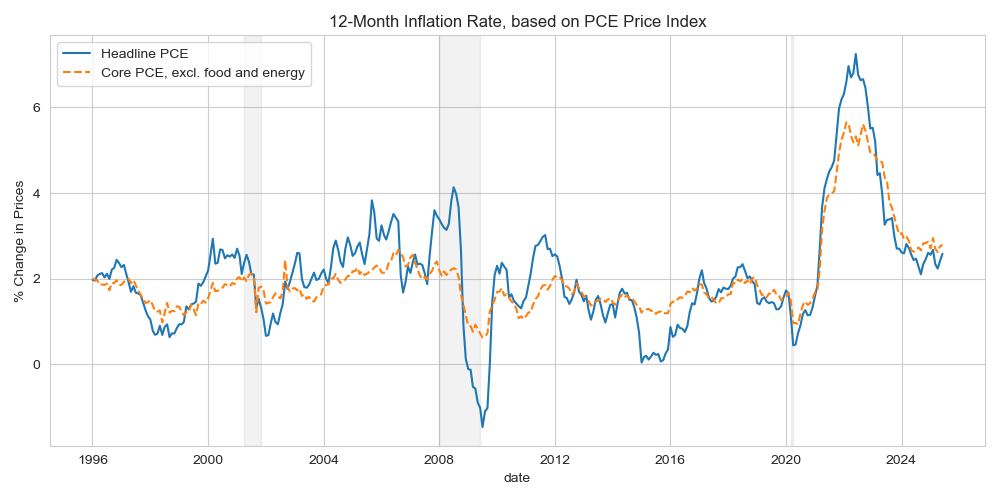 12-Month Inflation Rate, based on PCE Price Index
Headline PCE
Core PCE, excl. food and energy
% Change in Prices
6
4
2
0
1996 2000 2004 2008 2012 2016 2020 2024
date